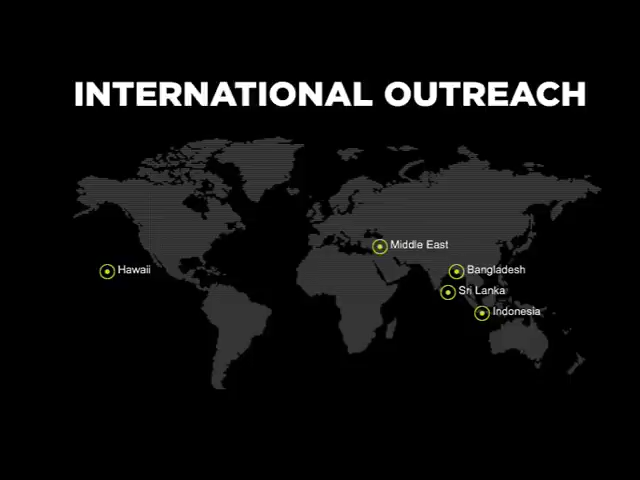 INTERNATIONAL OUTREACH
Middle East
Hawaii
Bangladesh
Sri Lanka
Indonesia